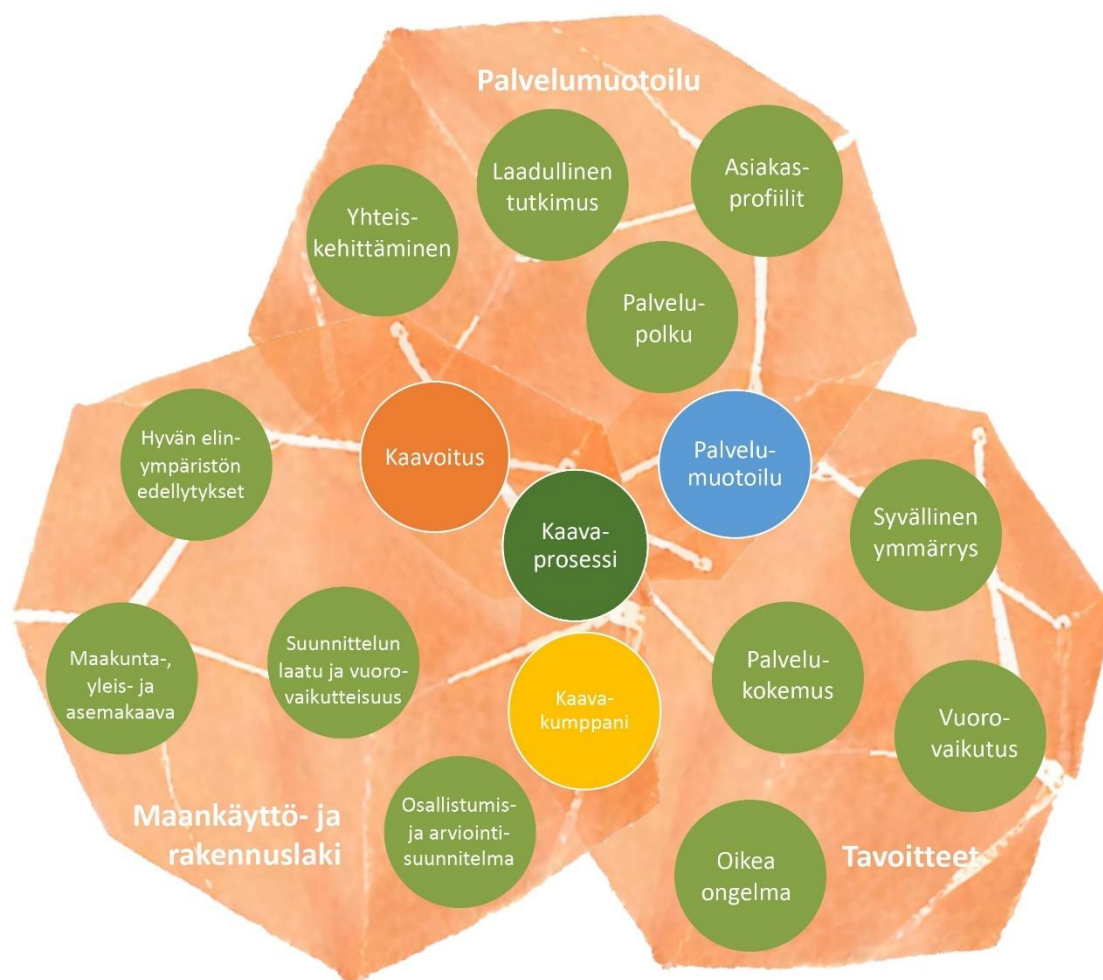 Palvelumuotoilu
Yhteis-
kehittäminen
Laadullinen
tutkimus
Asiakas-
profiilit
Palvelu-
polku
Hyvän elin-
ympäristön
edellytykset
Kaavoitus
Palvelu-
muotoilu
Kaava-
prosessi
Syvällinen
ymmärrys
Maakunta-,
yleis- ja
asemakaava
Suunnittelun
laatu ja vuoro-
vaikutteisuus
Kaava-
kumppani
Palvelu-
kokemus
Vuoro-
vaikutus
Maankäyttö- ja
rakennuslaki
Osallistumis-
ja arviointi-
suunnitelma
Oikea
ongelma
Tavoitteet